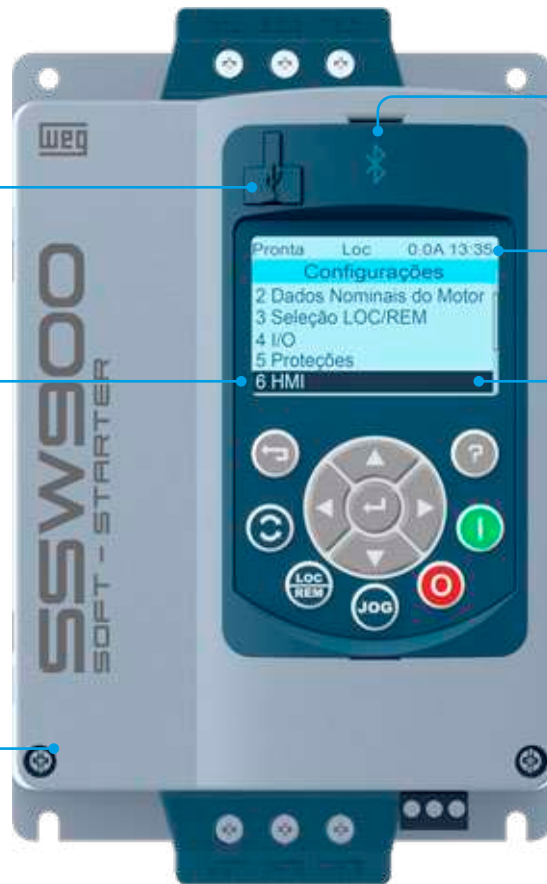 WEG
SSW900
SOFT-STARTER
Pronta Loc 0.0A 13:35
Configurações
2 Dados Nominais do Motor
3 Seleção LOC/REM
4 I/O
5 Proteções
6 HMI
?
LOC
REM
I
O
JOG